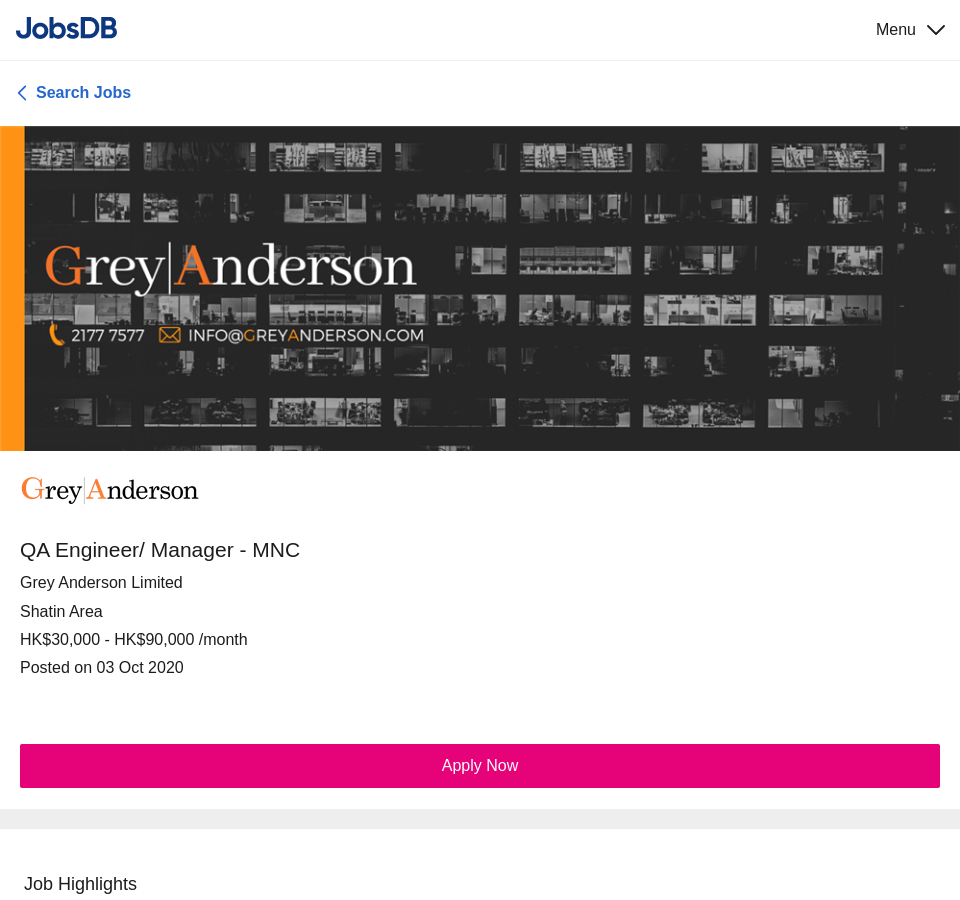 JobsDB
Menu
Search Jobs
Grey|Anderson
2177 7577 INFO@GREYANDERSON.COM
Grey|Anderson
QA Engineer/ Manager - MNC
Grey Anderson Limited
Shatin Area
HK$30,000 - HK$90,000 /month
Posted on 03 Oct 2020
Apply Now
Job Highlights